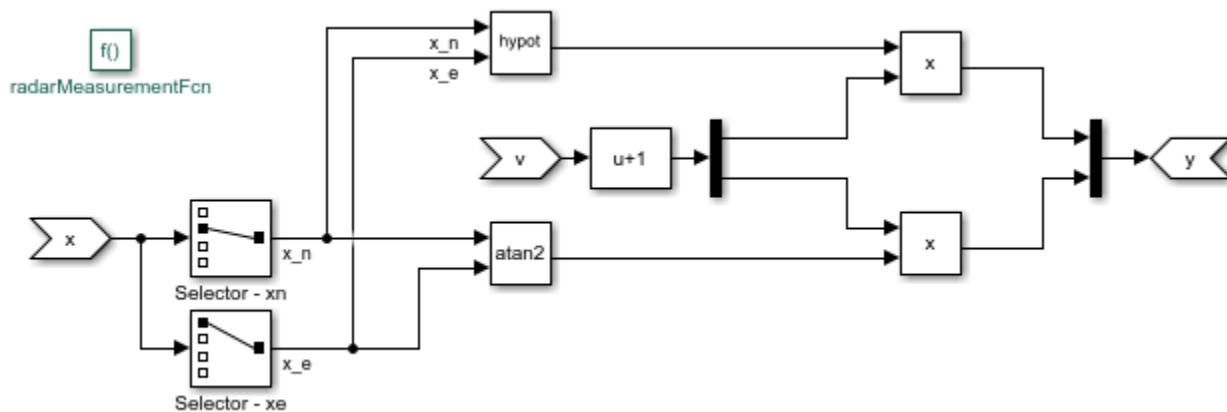 f()
radarMeasurementFcn
x_n
x_e
hypot
x
v
u+1
y
x
x_n
Selector - xn
atan2
x
x_e
Selector - xe